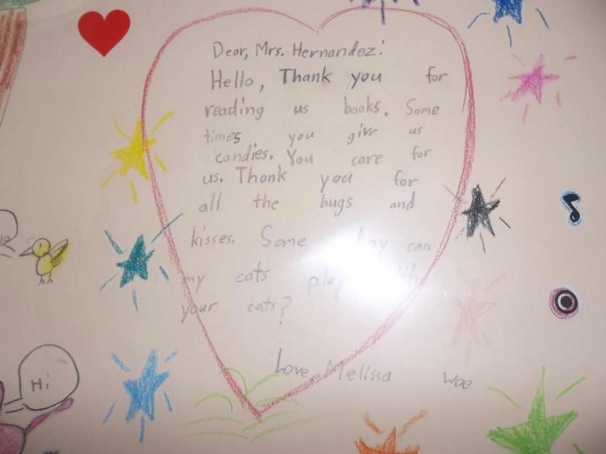 Dear, Mrs. Hernandez:
Hello, Thank you for
reading us books. Some
times you give us
candies. You care for
us. Thank you for
all the hugs and
kisses. Some day can
my cats play with
your cats?
Love, Melissa
Hi